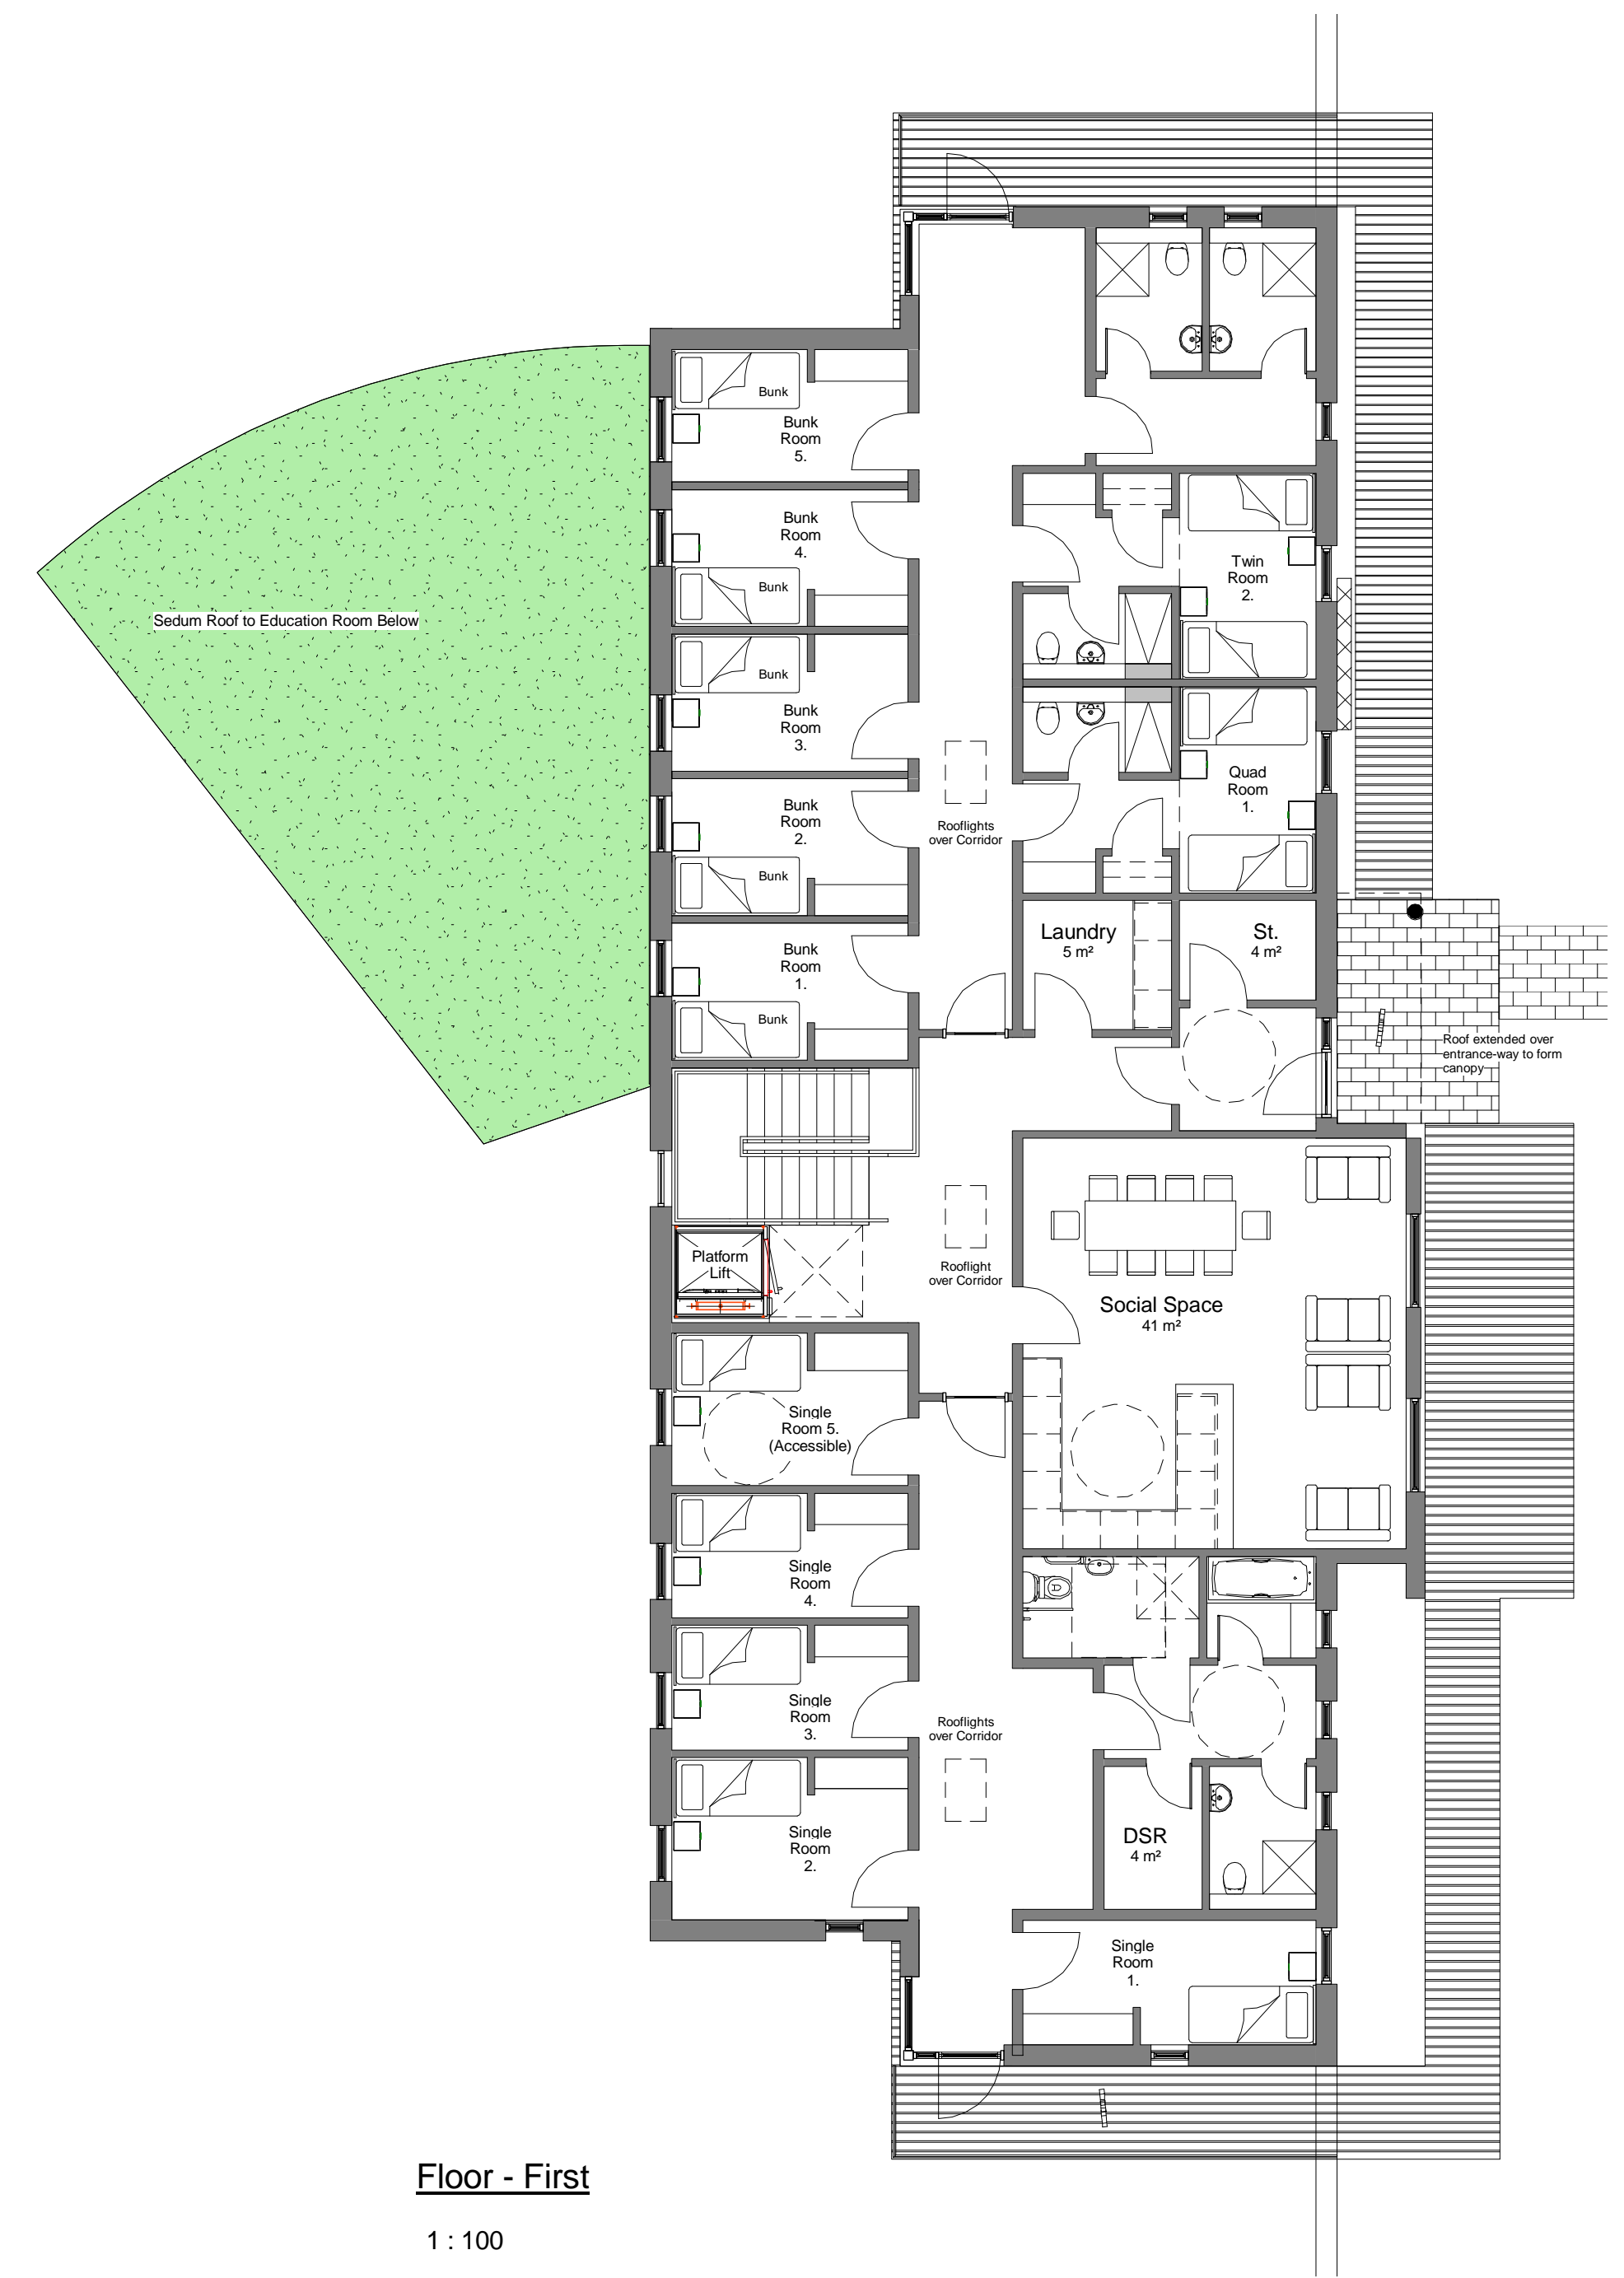 Bunk
Bunk
Room
5.
Bunk
Room
4.
Bunk
Twin
Room
2.
Sedum Roof to Education Room Below
Bunk
Bunk
Room
3.
Quad
Room
1.
Bunk
Room
2.
Rooflights
over Corridor
Bunk
Laundry
5 m²
St.
4 m²
Bunk
Room
1.
Bunk
Roof extended over
entrance-way to form
canopy
Platform
Lift
Rooflight
over Corridor
Social Space
41 m²
Single
Room 5.
(Accessible)
Single
Room
4.
Single
Room
3.
Rooflights
over Corridor
Single
Room
2.
DSR
4 m²
Single
Room
1.
Floor - First
1 : 100